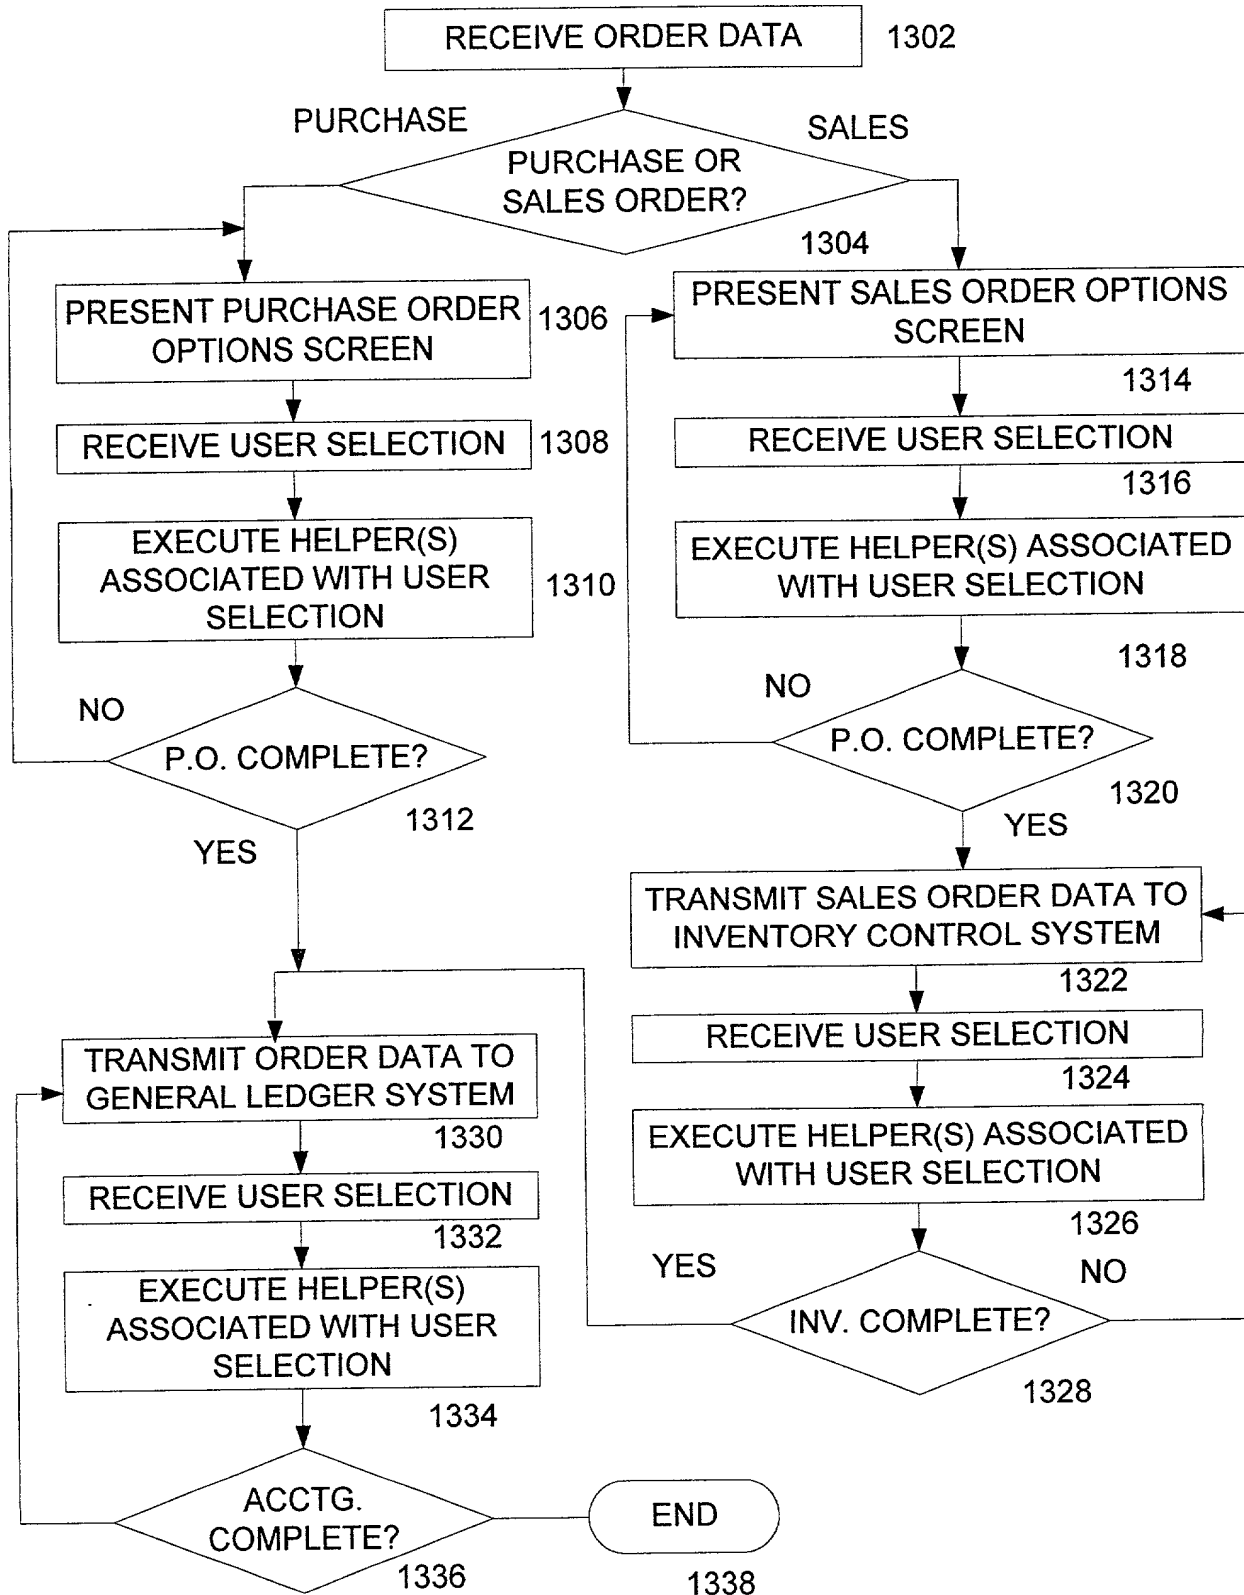 RECEIVE ORDER DATA
1302
PURCHASE
SALES
PURCHASE OR
SALES ORDER?
1304
PRESENT PURCHASE ORDER
OPTIONS SCREEN
1306
RECEIVE USER SELECTION
1308
EXECUTE HELPER(S)
ASSOCIATED WITH USER
SELECTION
1310
NO
P.O. COMPLETE?
1312
YES
PRESENT SALES ORDER OPTIONS
SCREEN
1314
RECEIVE USER SELECTION
1316
EXECUTE HELPER(S) ASSOCIATED
WITH USER SELECTION
1318
NO
P.O. COMPLETE?
1320
YES
TRANSMIT SALES ORDER DATA TO
INVENTORY CONTROL SYSTEM
1322
RECEIVE USER SELECTION
1324
EXECUTE HELPER(S) ASSOCIATED
WITH USER SELECTION
1326
YES
NO
INV. COMPLETE?
1328
TRANSMIT ORDER DATA TO
GENERAL LEDGER SYSTEM
1330
RECEIVE USER SELECTION
1332
EXECUTE HELPER(S)
ASSOCIATED WITH USER
SELECTION
1334
ACCTG.
COMPLETE?
1336
END
1338